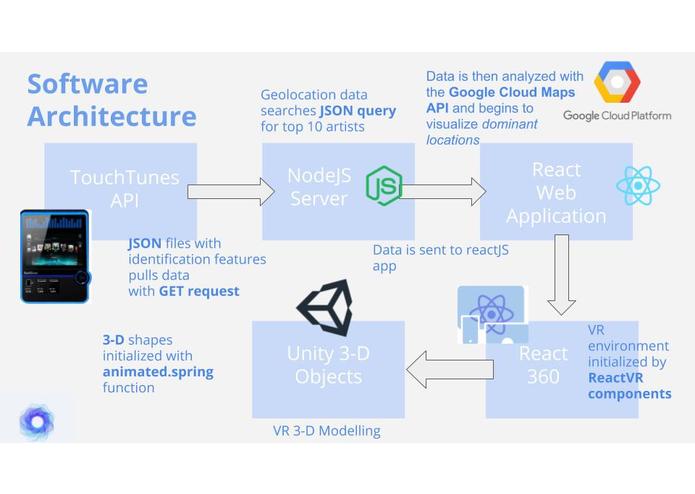 Software
Architecture
Geolocation data
searches JSON query
for top 10 artists
Data is then analyzed with
the Google Cloud Maps
API and begins to
visualize dominant
locations
Google Cloud Platform
TouchTunes
API
NodeJS
Server
JS
React
Web
Application
JSON files with
identification features
pulls data
with GET request
Data is sent to reactJS
app
3-D shapes
initialized with
animated.spring
function
Unity 3-D
Objects
React
360
VR
environment
initialized by
ReactVR
components
VR 3-D Modelling